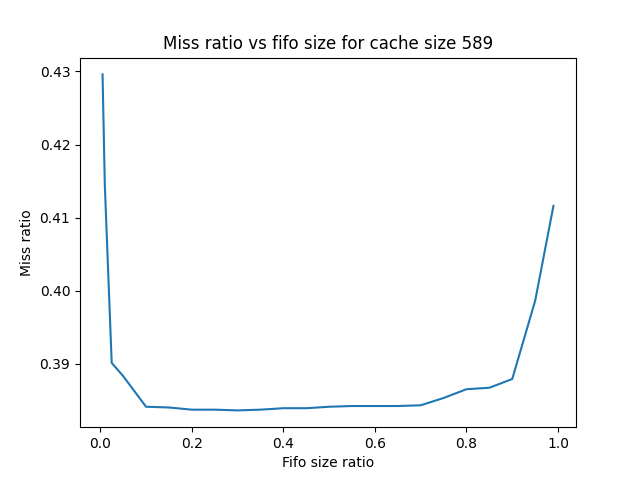 Miss ratio vs fifo size for cache size 589
0.43
0.42
0.41
0.40
0.39
Miss ratio
0.0 0.2 0.4 0.6 0.8 1.0
Fifo size ratio